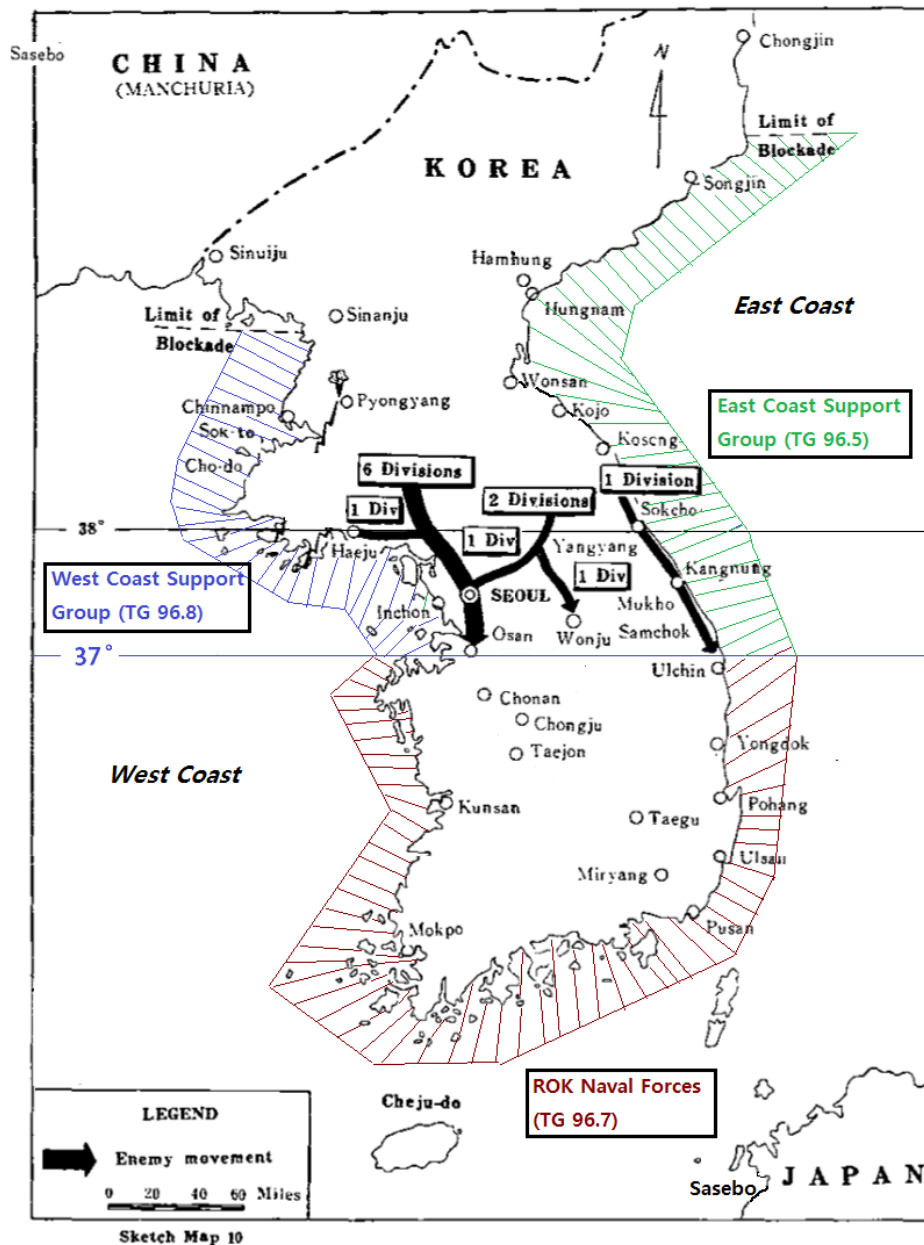 Chongjin
Sasebo
CHINA
(MANCHURIA)
N
Limit of
Blockade
KOREA
Songjin
Sinuiju
Hamhung
Hungnam
East Coast
Limit of
Blockade
Sinanju
Wonsan
Kojo
Pyongyang
Chinnampo
Sok-to
Cho-do
East Coast Support
Group (TG 96.5)
Koseng
6 Divisions
2 Divisions
1 Division
1 Div
Sokcho
38°
1 Div
Yangyang
Haeju
Kangnung
1 Div
West Coast Support
Group (TG 96.8)
SEOUL
Inchon
Mukho
Osan
Wonju
Samchok
37°
Ulchin
Chonan
Chongju
Taejon
Yongdok
West Coast
Kunsan
Pohang
Taegu
Ulsan
Miryang
Pusan
Mokpo
ROK Naval Forces
(TG 96.7)
Cheju-do
LEGEND
Enemy movement
0 20 40 60 Miles
Sasebo
JAPAN
Sketch Map 10